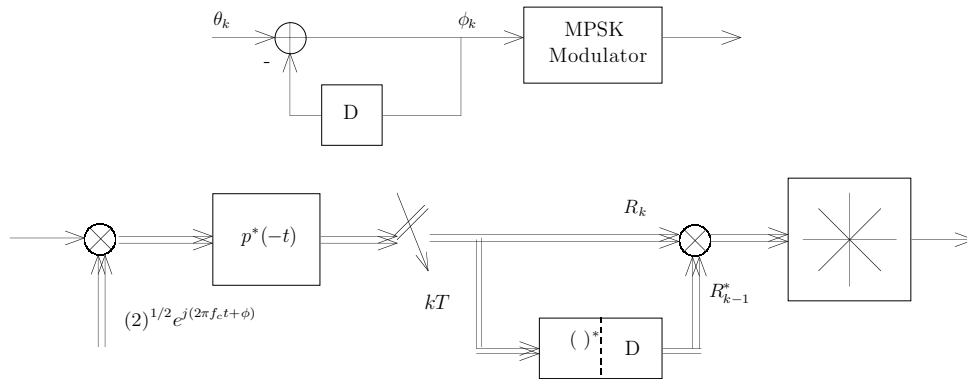 θ_k
ϕ_k
MPSK
Modulator
-
D
p*(−t)
R_k
kT
R*_{k−1}
(2)^{1/2}e^{j(2πf_ct+ϕ)}
( )*
D